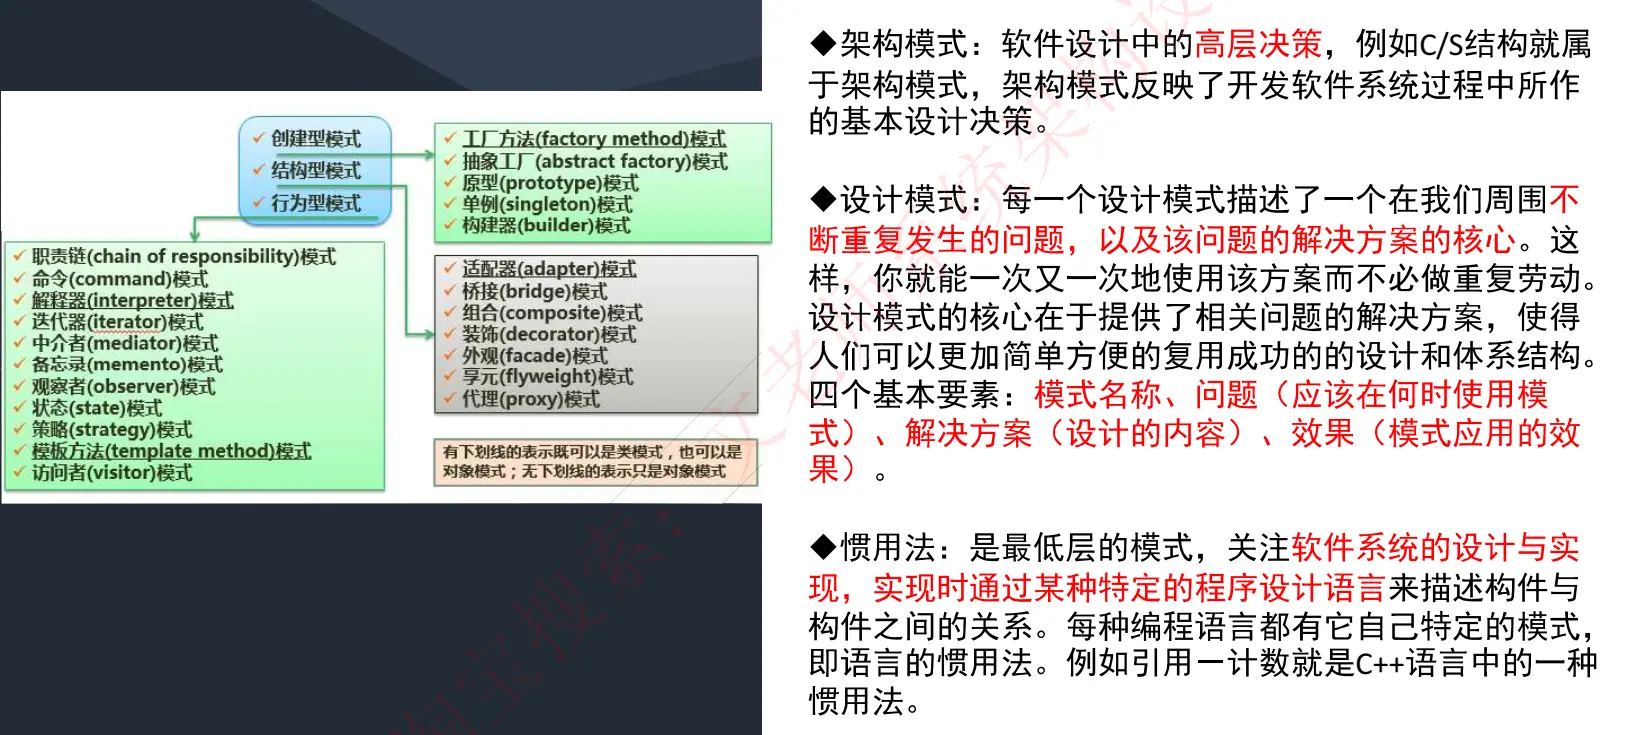 创建型模式
结构型模式
行为型模式
工厂方法(factory method)模式
抽象工厂(abstract factory)模式
原型(prototype)模式
单例(singleton)模式
构建器(builder)模式
职责链(chain of responsibility)模式
命令(command)模式
解释器(interpreter)模式
迭代器(iterator)模式
中介者(mediator)模式
备忘录(memento)模式
观察者(observer)模式
状态(state)模式
策略(strategy)模式
模板方法(template method)模式
访问者(visitor)模式
适配器(adapter)模式
桥接(bridge)模式
组合(composite)模式
装饰(decorator)模式
外观(facade)模式
享元(flyweight)模式
代理(proxy)模式
有下划线的表示既可以是类模式，也可以是
对象模式；无下划线的表示只是对象模式
◆架构模式：软件设计中的高层决策，例如C/S结构就属
于架构模式，架构模式反映了开发软件系统过程中所作
的基本设计决策。
◆设计模式：每一个设计模式描述了一个在我们周围不
断重复发生的问题，以及该问题的解决方案的核心。这
样，你就能一次又一次地使用该方案而不必做重复劳动。
设计模式的核心在于提供了相关问题的解决方案，使得
人们可以更加简单方便的复用成功的的设计和体系结构。
四个基本要素：模式名称、问题（应该在何时使用模
式）、解决方案（设计的内容）、效果（模式应用的效
果）。
◆惯用法：是最低层的模式，关注软件系统的设计与实
现，实现时通过某种特定的程序设计语言来描述构件与
构件之间的关系。每种编程语言都有它自己特定的模式，
即语言的惯用法。例如引用－计数就是C++语言中的一种
惯用法。
淘宝搜索：文老师系统架构设